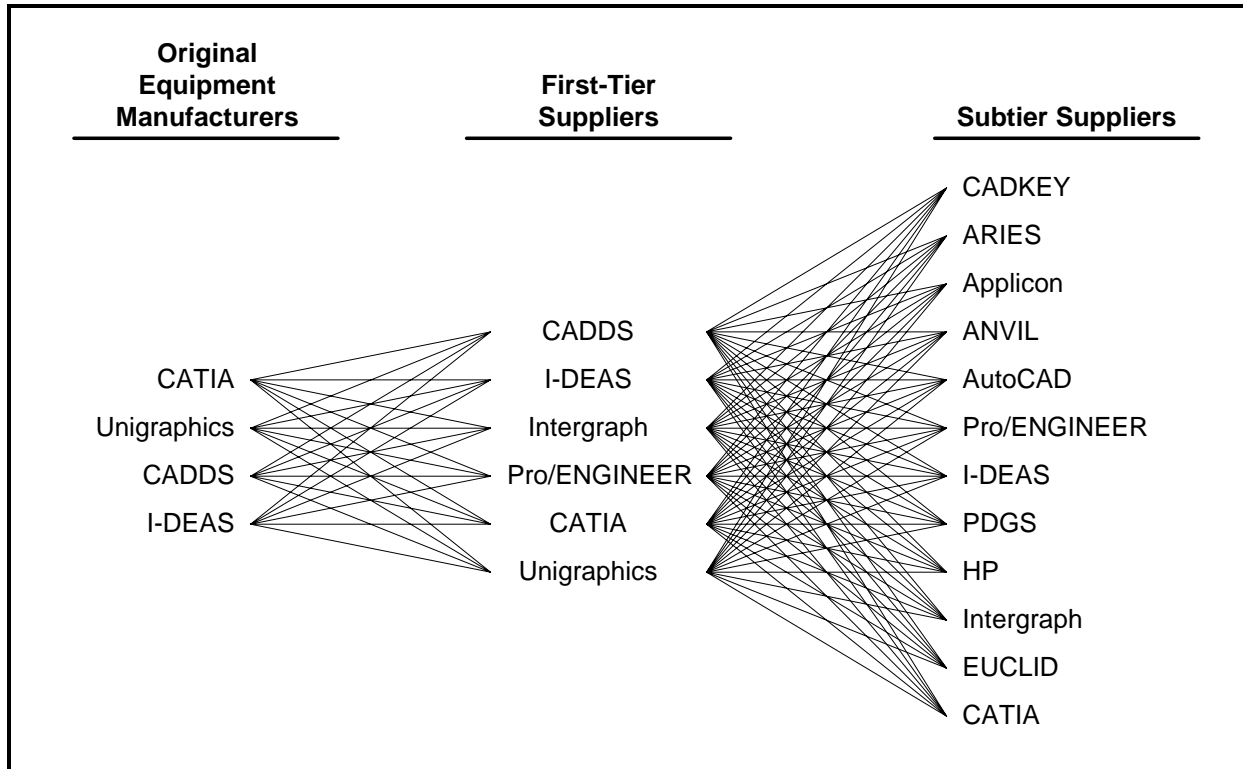 Original
Equipment
Manufacturers
First-Tier
Suppliers
Subtier Suppliers
CATIA
Unigraphics
CADDS
I-DEAS
CADDS
I-DEAS
Intergraph
Pro/ENGINEER
CATIA
Unigraphics
CADKEY
ARIES
Applicon
ANVIL
AutoCAD
Pro/ENGINEER
I-DEAS
PDGS
HP
Intergraph
EUCLID
CATIA